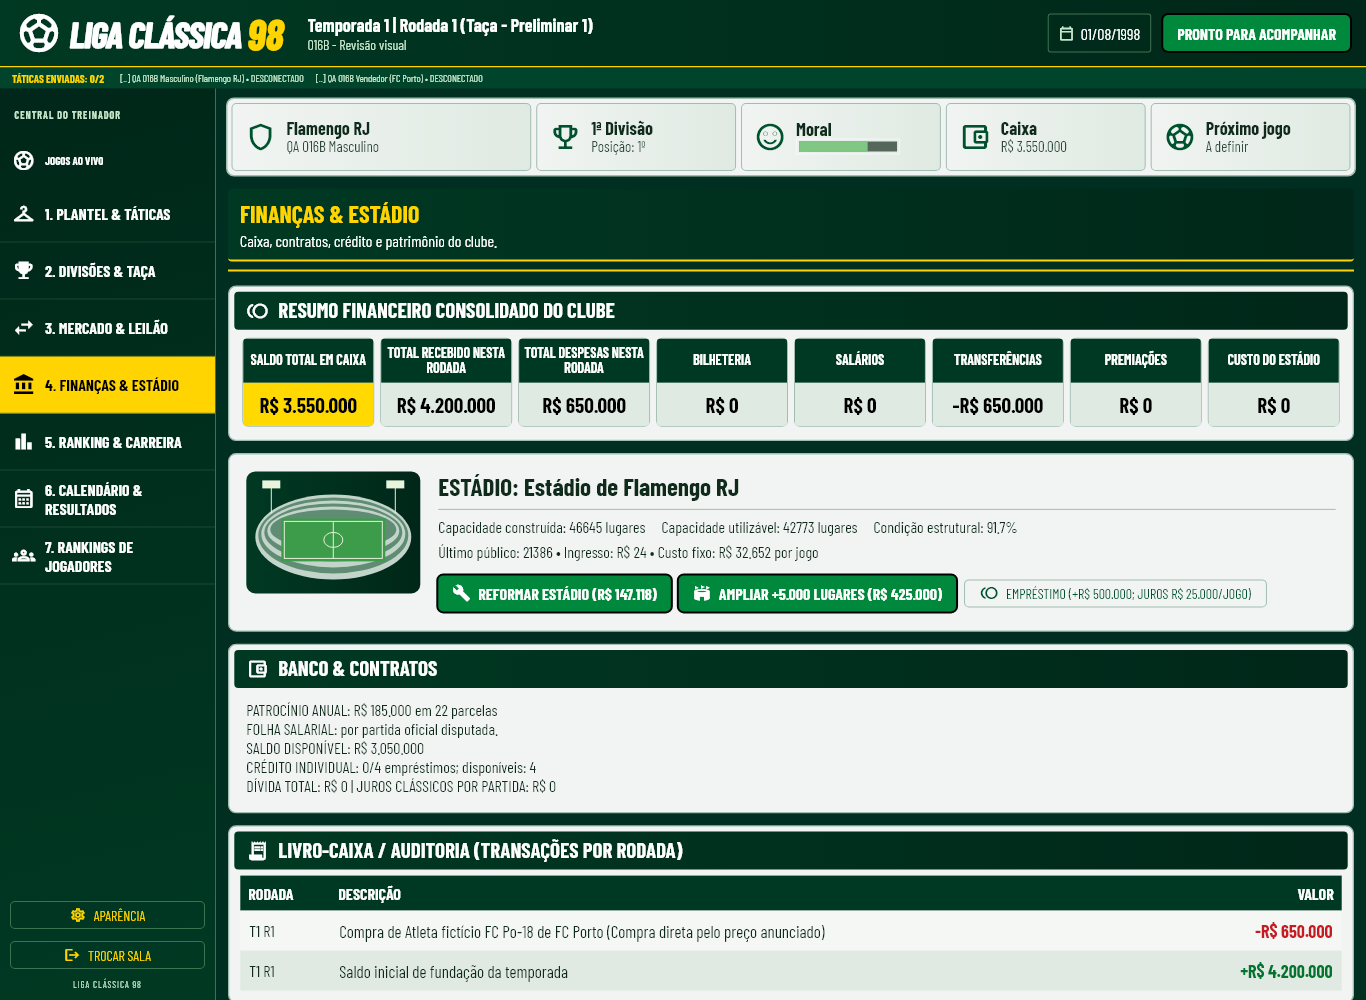 LIGA CLÁSSICA 98
Temporada 1 | Rodada 1 (Taça - Preliminar 1)
016B - Revisão visual
01/08/1998
PRONTO PARA ACOMPANHAR
TÁTICAS ENVIADAS: 0/2
[..] QA 016B Masculino (Flamengo RJ) • DESCONECTADO
[..] QA 016B Vendedor (FC Porto) • DESCONECTADO
CENTRAL DO TREINADOR
JOGOS AO VIVO
1. PLANTEL & TÁTICAS
2. DIVISÕES & TAÇA
3. MERCADO & LEILÃO
4. FINANÇAS & ESTÁDIO
5. RANKING & CARREIRA
6. CALENDÁRIO &
RESULTADOS
7. RANKINGS DE
JOGADORES
APARÊNCIA
TROCAR SALA
LIGA CLÁSSICA 98
Flamengo RJ
QA 016B Masculino
1ª Divisão
Posição: 1º
Moral
Caixa
R$ 3.550.000
Próximo jogo
A definir
FINANÇAS & ESTÁDIO
Caixa, contratos, crédito e patrimônio do clube.
RESUMO FINANCEIRO CONSOLIDADO DO CLUBE
SALDO TOTAL EM CAIXA
R$ 3.550.000
TOTAL RECEBIDO NESTA
RODADA
R$ 4.200.000
TOTAL DESPESAS NESTA
RODADA
R$ 650.000
BILHETERIA
R$ 0
SALÁRIOS
R$ 0
TRANSFERÊNCIAS
-R$ 650.000
PREMIAÇÕES
R$ 0
CUSTO DO ESTÁDIO
R$ 0
ESTÁDIO: Estádio de Flamengo RJ
Capacidade construída: 46645 lugares Capacidade utilizável: 42773 lugares Condição estrutural: 91.7%
Último público: 21386 • Ingresso: R$ 24 • Custo fixo: R$ 32.652 por jogo
REFORMAR ESTÁDIO (R$ 147.118)
AMPLIAR +5.000 LUGARES (R$ 425.000)
EMPRÉSTIMO (+R$ 500.000; JUROS R$ 25.000/JOGO)
BANCO & CONTRATOS
PATROCÍNIO ANUAL: R$ 185.000 em 22 parcelas
FOLHA SALARIAL: por partida oficial disputada.
SALDO DISPONÍVEL: R$ 3.050.000
CRÉDITO INDIVIDUAL: 0/4 empréstimos; disponíveis: 4
DÍVIDA TOTAL: R$ 0 | JUROS CLÁSSICOS POR PARTIDA: R$ 0
LIVRO-CAIXA / AUDITORIA (TRANSAÇÕES POR RODADA)
RODADA DESCRIÇÃO VALOR
T1 R1 Compra de Atleta fictício FC Po-18 de FC Porto (Compra direta pelo preço anunciado) -R$ 650.000
T1 R1 Saldo inicial de fundação da temporada +R$ 4.200.000